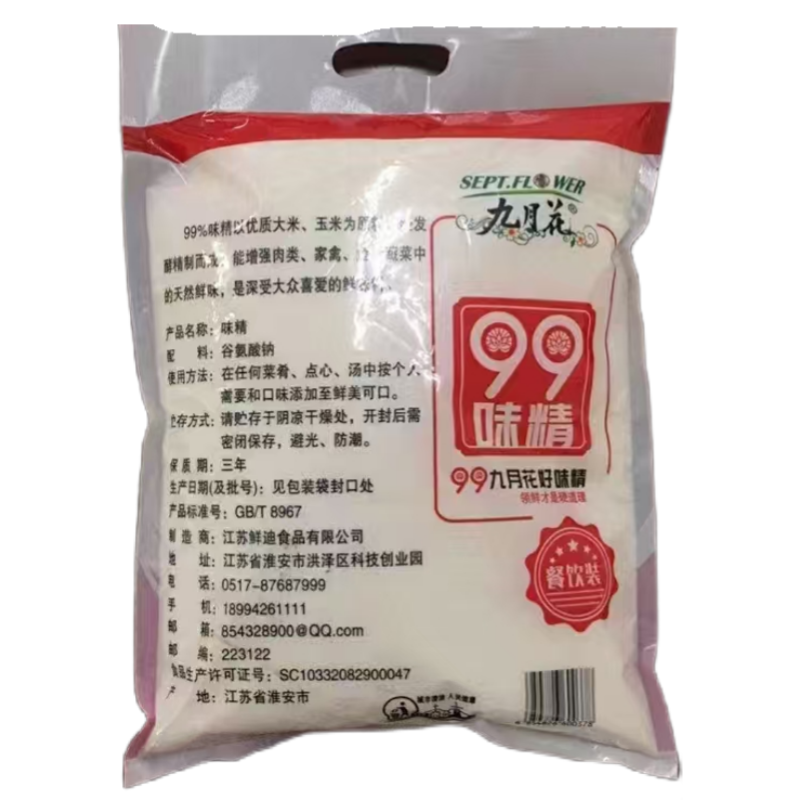 SEPT.FLOWER
九月花
99%味精以优质大米、玉米为原料 发
酵精制而成 能增强肉类、家禽、 菜中
的天然鲜味，是深受大众喜爱的鲜
产品名称：味精
配 料：谷氨酸钠
使用方法：在任何菜肴、点心、汤中按个人
需要和口味添加至鲜美可口。
贮存方式：请贮存于阴凉干燥处，开封后需
密闭保存，避光、防潮。
保 质 期：三年
生产日期(及批号)：见包装袋封口处
产品标准号：GB/T 8967
制 造 商：江苏鲜迪食品有限公司
地 址：江苏省淮安市洪泽区科技创业园
电 话：0517-87687999
手 机：18994261111
邮 箱：854328900@QQ.com
邮 编：223122
食品生产许可证号：SC10332082900047
产 地：江苏省淮安市
99
味精
99九月花好味精
领鲜才是硬道理
餐饮装